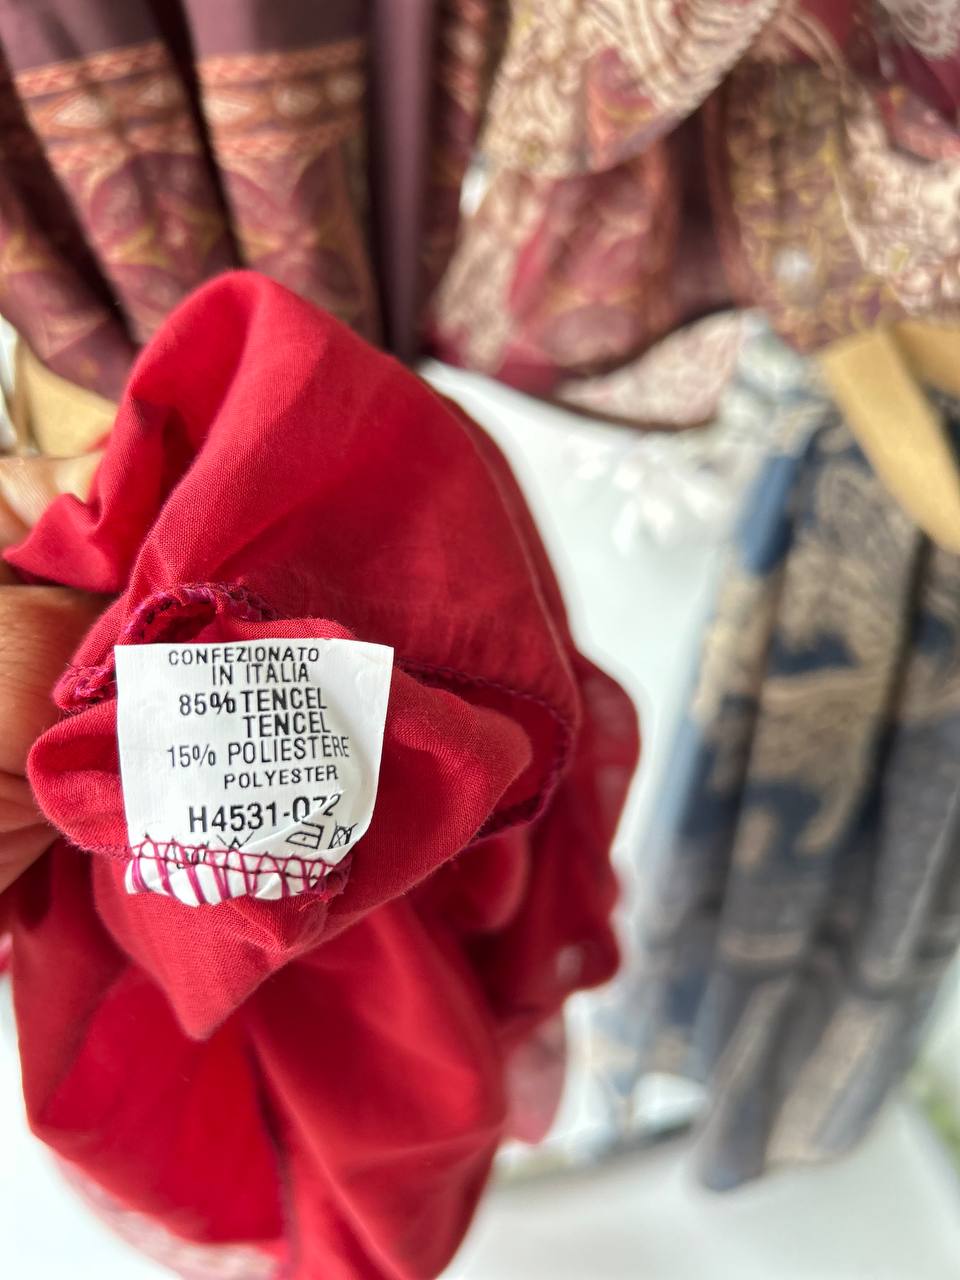 CONFEZIONATO
IN ITALIA
85% TENCEL
TENCEL
15% POLIESTERE
POLYESTER
H4531-072